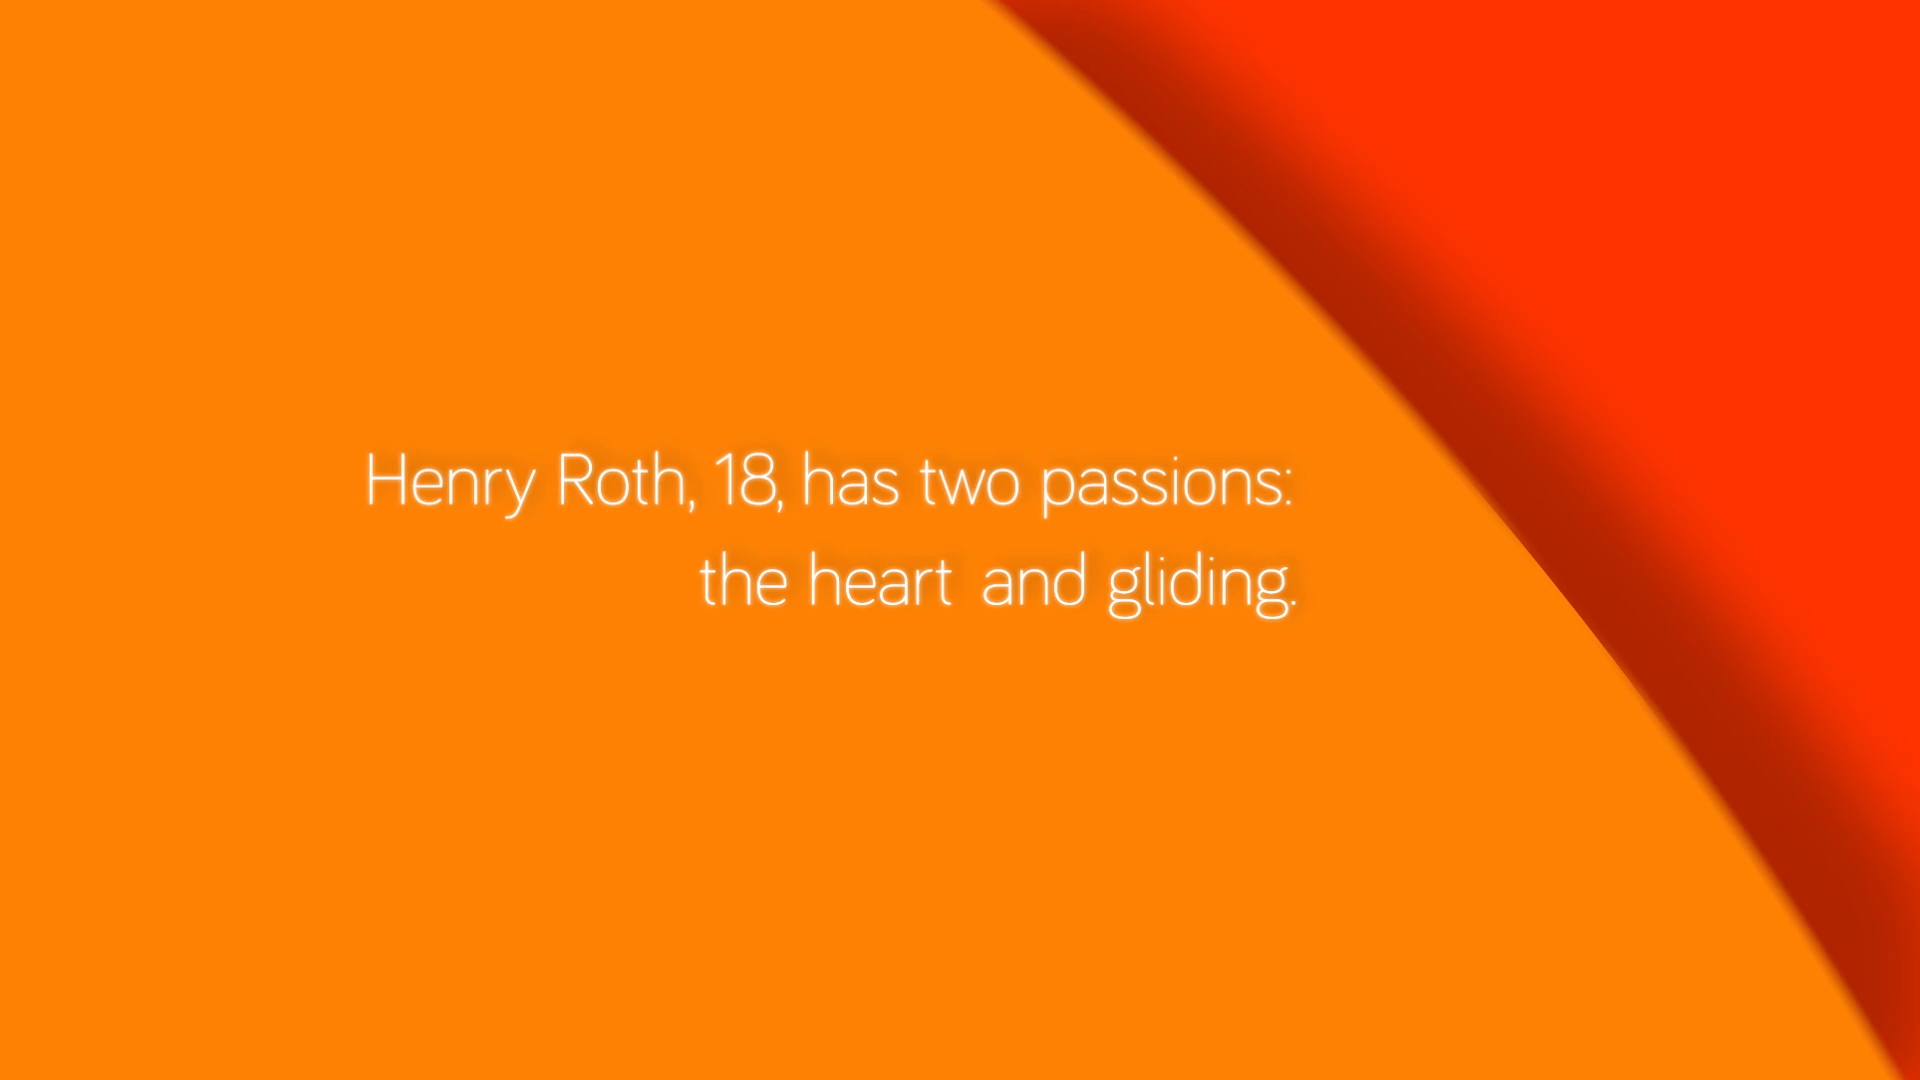 Henry Roth, 18, has two passions:
the heart and gliding.